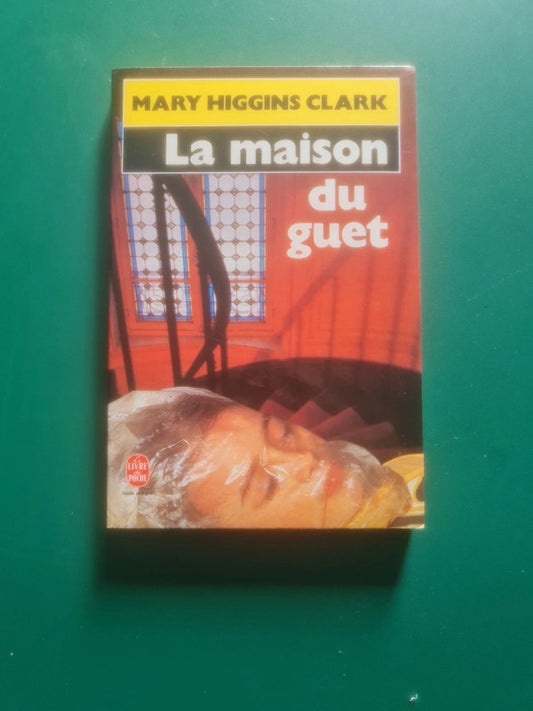 MARY HIGGINS CLARK
La maison
du
guet
Le
LIVRE
de
POCHE